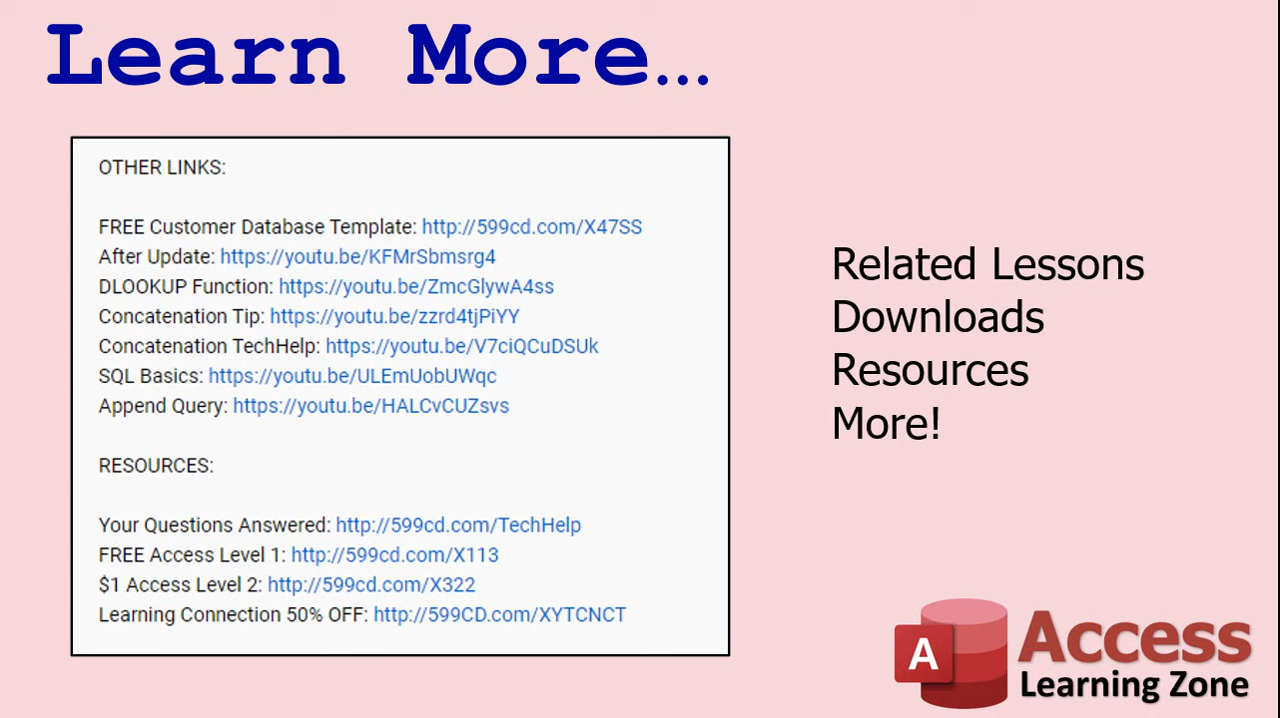 Learn More...
OTHER LINKS:
FREE Customer Database Template: http://599cd.com/X47SS
After Update: https://youtu.be/KFMrSbmsrg4
DLOOKUP Function: https://youtu.be/ZmcGlywA4ss
Concatenation Tip: https://youtu.be/zzrd4tjPiYY
Concatenation TechHelp: https://youtu.be/V7ciQCuDSUk
SQL Basics: https://youtu.be/ULEmUobUWqc
Append Query: https://youtu.be/HALCvCUZsvs
RESOURCES:
Your Questions Answered: http://599cd.com/TechHelp
FREE Access Level 1: http://599cd.com/X113
$1 Access Level 2: http://599cd.com/X322
Learning Connection 50% OFF: http://599CD.com/XYTCNCT
Related Lessons
Downloads
Resources
More!
A
Access
Learning Zone